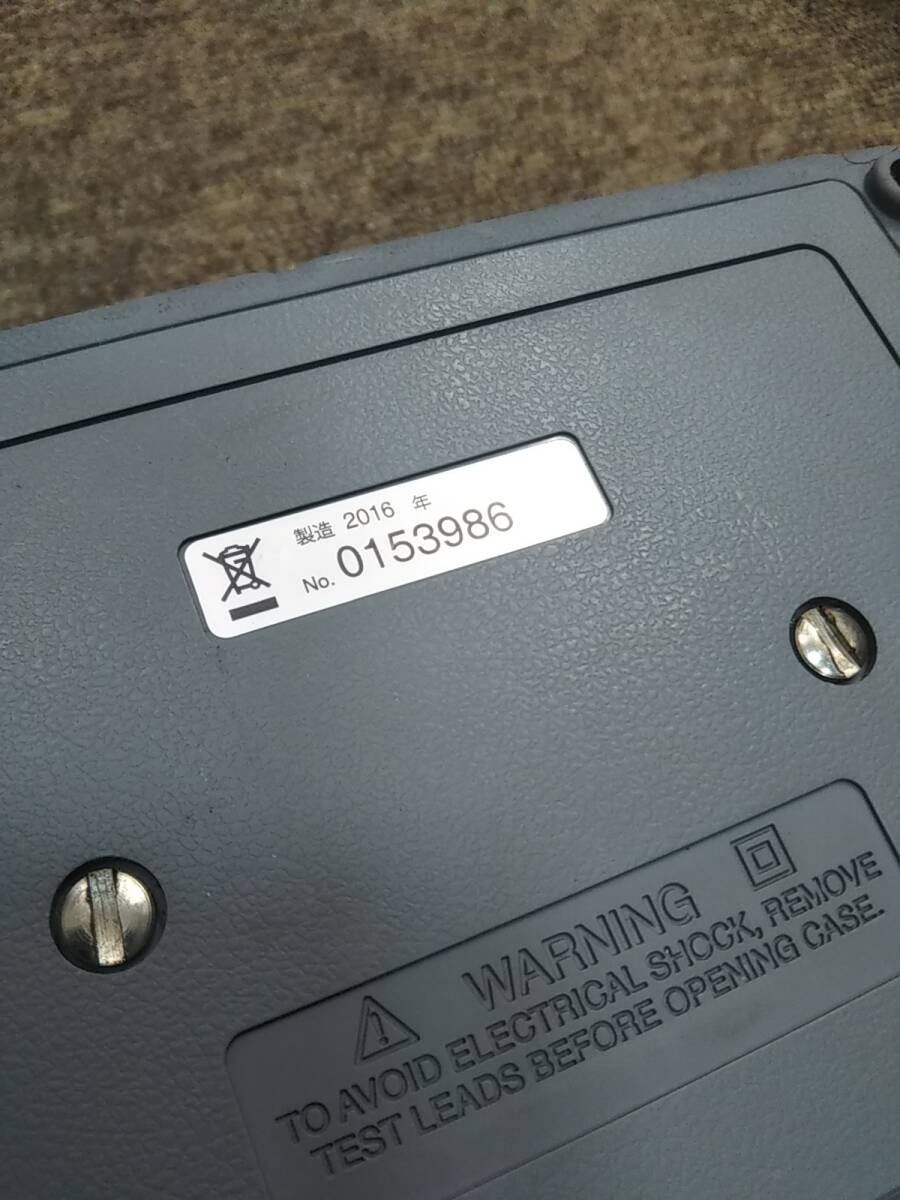 製造 2016 年
No. 0153986
WARNING
TO AVOID ELECTRICAL SHOCK, REMOVE
TEST LEADS BEFORE OPENING CASE.